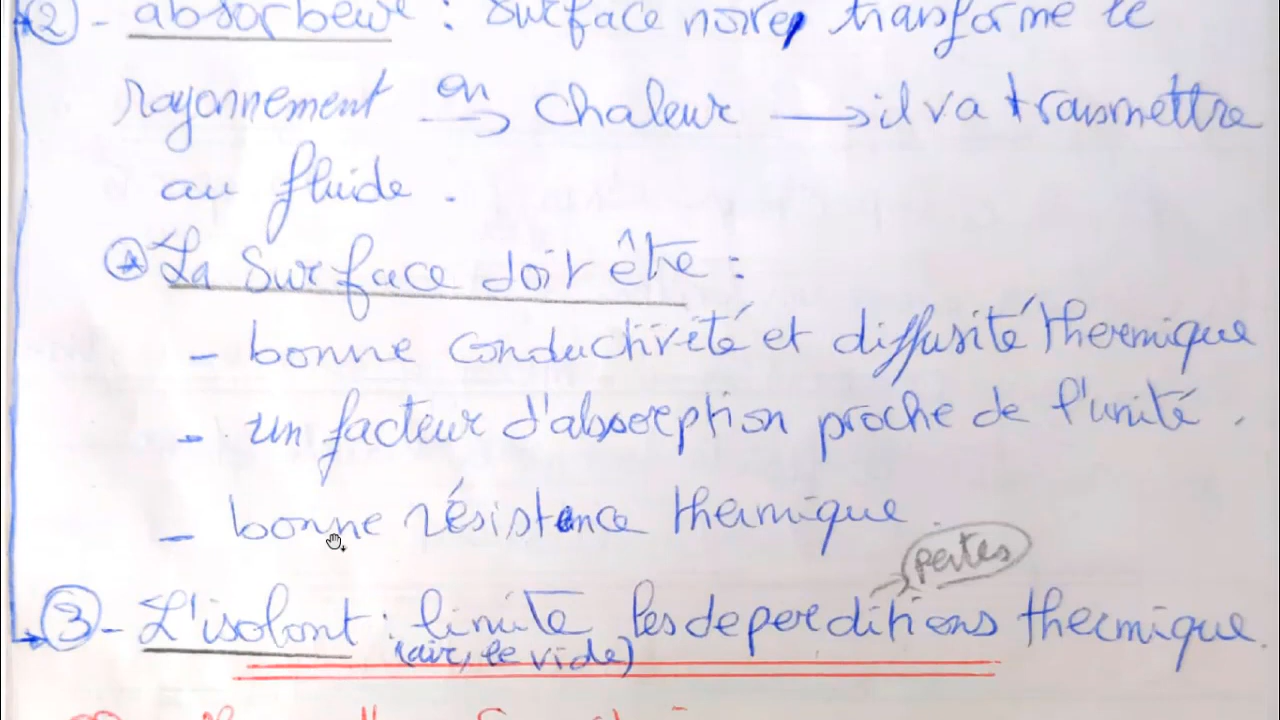 ② - absorbeur : Surface noire, transforme le
rayonnement en → chaleur → il va transmettre
au fluide .
La Surface doit être :
- bonne conductivité et diffusité thermique
- un facteur d'absorption proche de l'unité .
- bonne résistance thermique .
pertes
③ - L'isolant : limite les deperditions thermique.
(air, le vide)